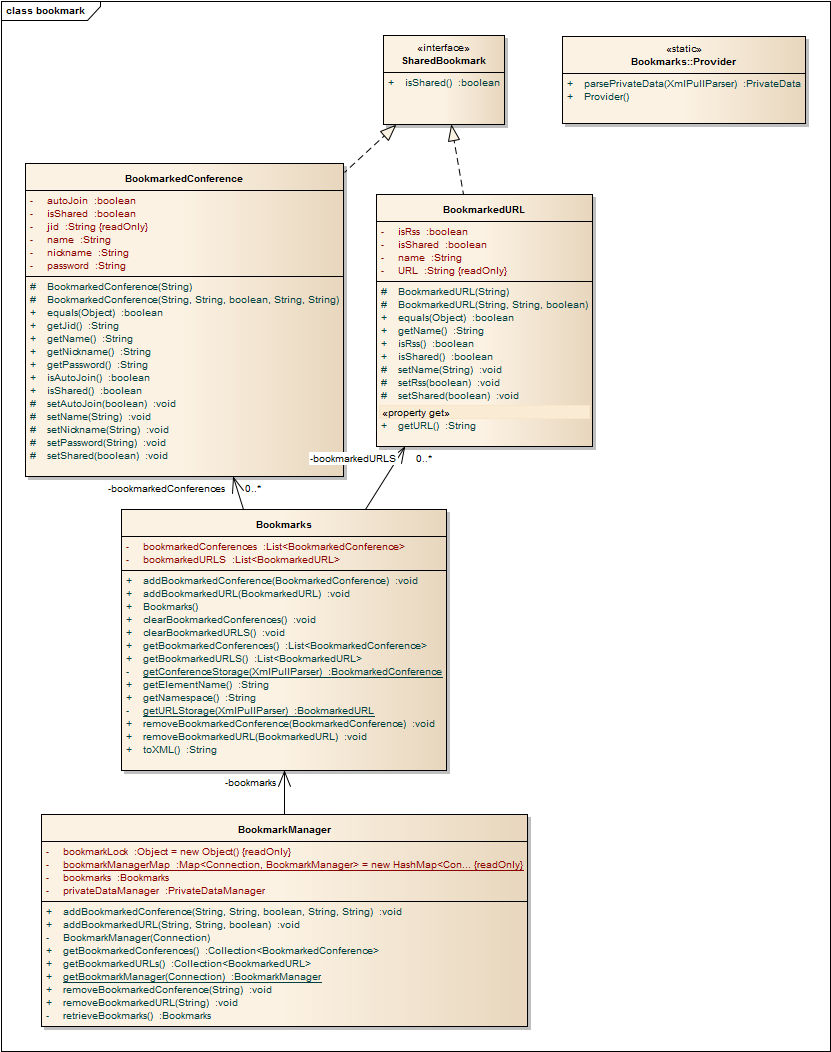 class bookmark
«interface»
SharedBookmark
+ isShared() :boolean
«static»
Bookmarks::Provider
+ parsePrivateData(XmlPullParser) :PrivateData
+ Provider()
BookmarkedConference
- autoJoin :boolean
- isShared :boolean
- jid :String {readOnly}
- name :String
- nickname :String
- password :String
# BookmarkedConference(String)
# BookmarkedConference(String, String, boolean, String, String)
+ equals(Object) :boolean
+ getJid() :String
+ getName() :String
+ getNickname() :String
+ getPassword() :String
+ isAutoJoin() :boolean
+ isShared() :boolean
# setAutoJoin(boolean) :void
# setName(String) :void
# setNickname(String) :void
# setPassword(String) :void
# setShared(boolean) :void
BookmarkedURL
- isRss :boolean
- isShared :boolean
- name :String
- URL :String {readOnly}
# BookmarkedURL(String)
# BookmarkedURL(String, String, boolean)
+ equals(Object) :boolean
+ getName() :String
+ isRss() :boolean
+ isShared() :boolean
# setName(String) :void
# setRss(boolean) :void
# setShared(boolean) :void
«property get»
+ getURL() :String
-bookmarkedURLS 0..*
-bookmarkedConferences 0..*
Bookmarks
- bookmarkedConferences :List<BookmarkedConference>
- bookmarkedURLS :List<BookmarkedURL>
+ addBookmarkedConference(BookmarkedConference) :void
+ addBookmarkedURL(BookmarkedURL) :void
+ Bookmarks()
+ clearBookmarkedConferences() :void
+ clearBookmarkedURLS() :void
+ getBookmarkedConferences() :List<BookmarkedConference>
+ getBookmarkedURLS() :List<BookmarkedURL>
- getConferenceStorage(XmlPullParser) :BookmarkedConference
+ getElementName() :String
+ getNamespace() :String
- getURLStorage(XmlPullParser) :BookmarkedURL
+ removeBookmarkedConference(BookmarkedConference) :void
+ removeBookmarkedURL(BookmarkedURL) :void
+ toXML() :String
-bookmarks
BookmarkManager
- bookmarkLock :Object = new Object() {readOnly}
- bookmarkManagerMap :Map<Connection, BookmarkManager> = new HashMap<Con... {readOnly}
- bookmarks :Bookmarks
- privateDataManager :PrivateDataManager
+ addBookmarkedConference(String, String, boolean, String, String) :void
+ addBookmarkedURL(String, String, boolean) :void
- BookmarkManager(Connection)
+ getBookmarkedConferences() :Collection<BookmarkedConference>
+ getBookmarkedURLs() :Collection<BookmarkedURL>
+ getBookmarkManager(Connection) :BookmarkManager
+ removeBookmarkedConference(String) :void
+ removeBookmarkedURL(String) :void
- retrieveBookmarks() :Bookmarks